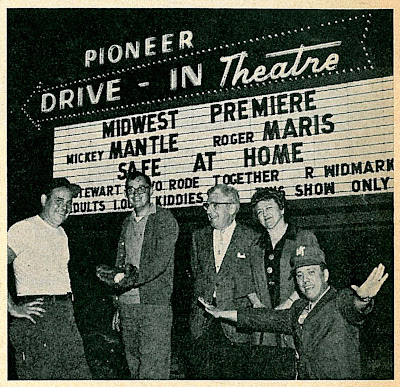 PIONEER
DRIVE - IN Theatre
MIDWEST PREMIERE
MICKEY MANTLE ROGER MARIS
SAFE AT HOME
STEWART RODE TOGETHER R WIDMARK
ADULTS KIDDIES SHOW ONLY